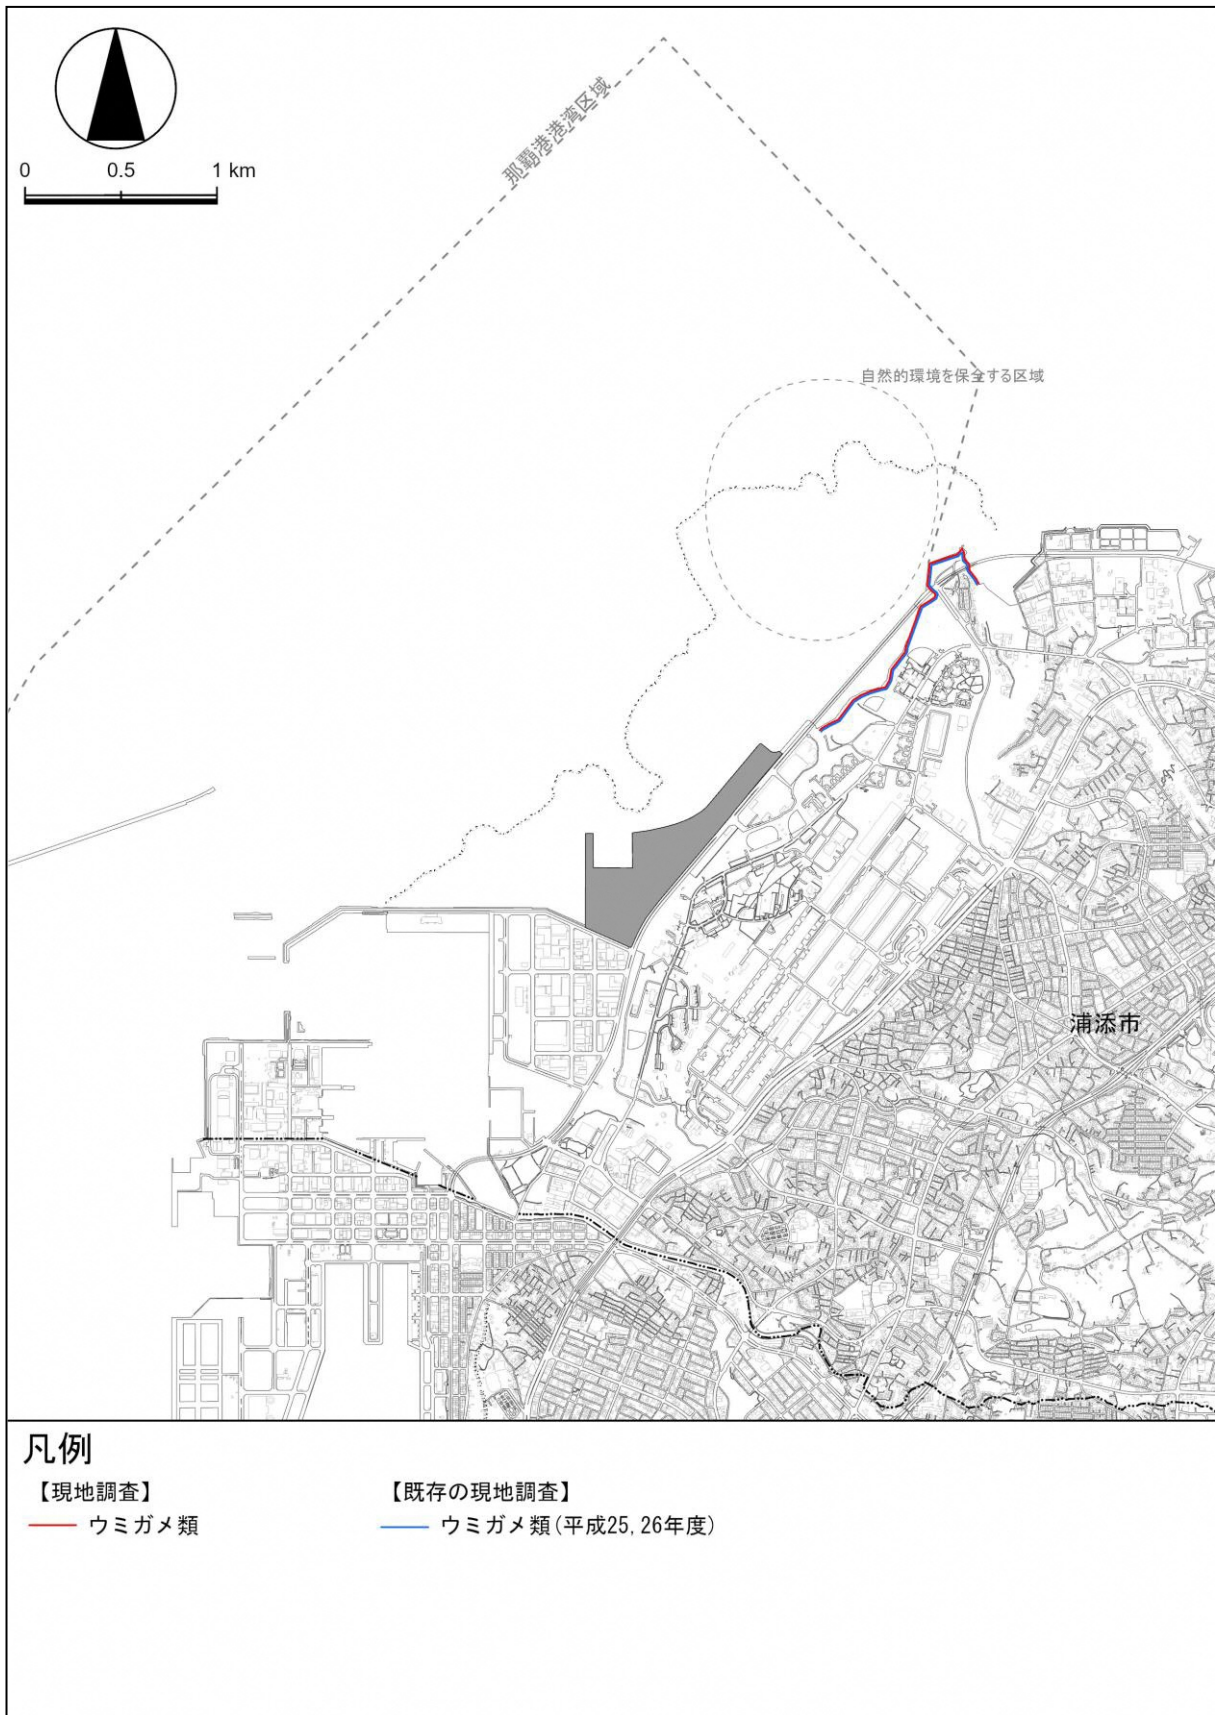 0 0.5 1 km
那覇港港湾区域
自然的環境を保全する区域
浦添市
凡例
【現地調査】
ウミガメ類
【既存の現地調査】
ウミガメ類(平成25,26年度)